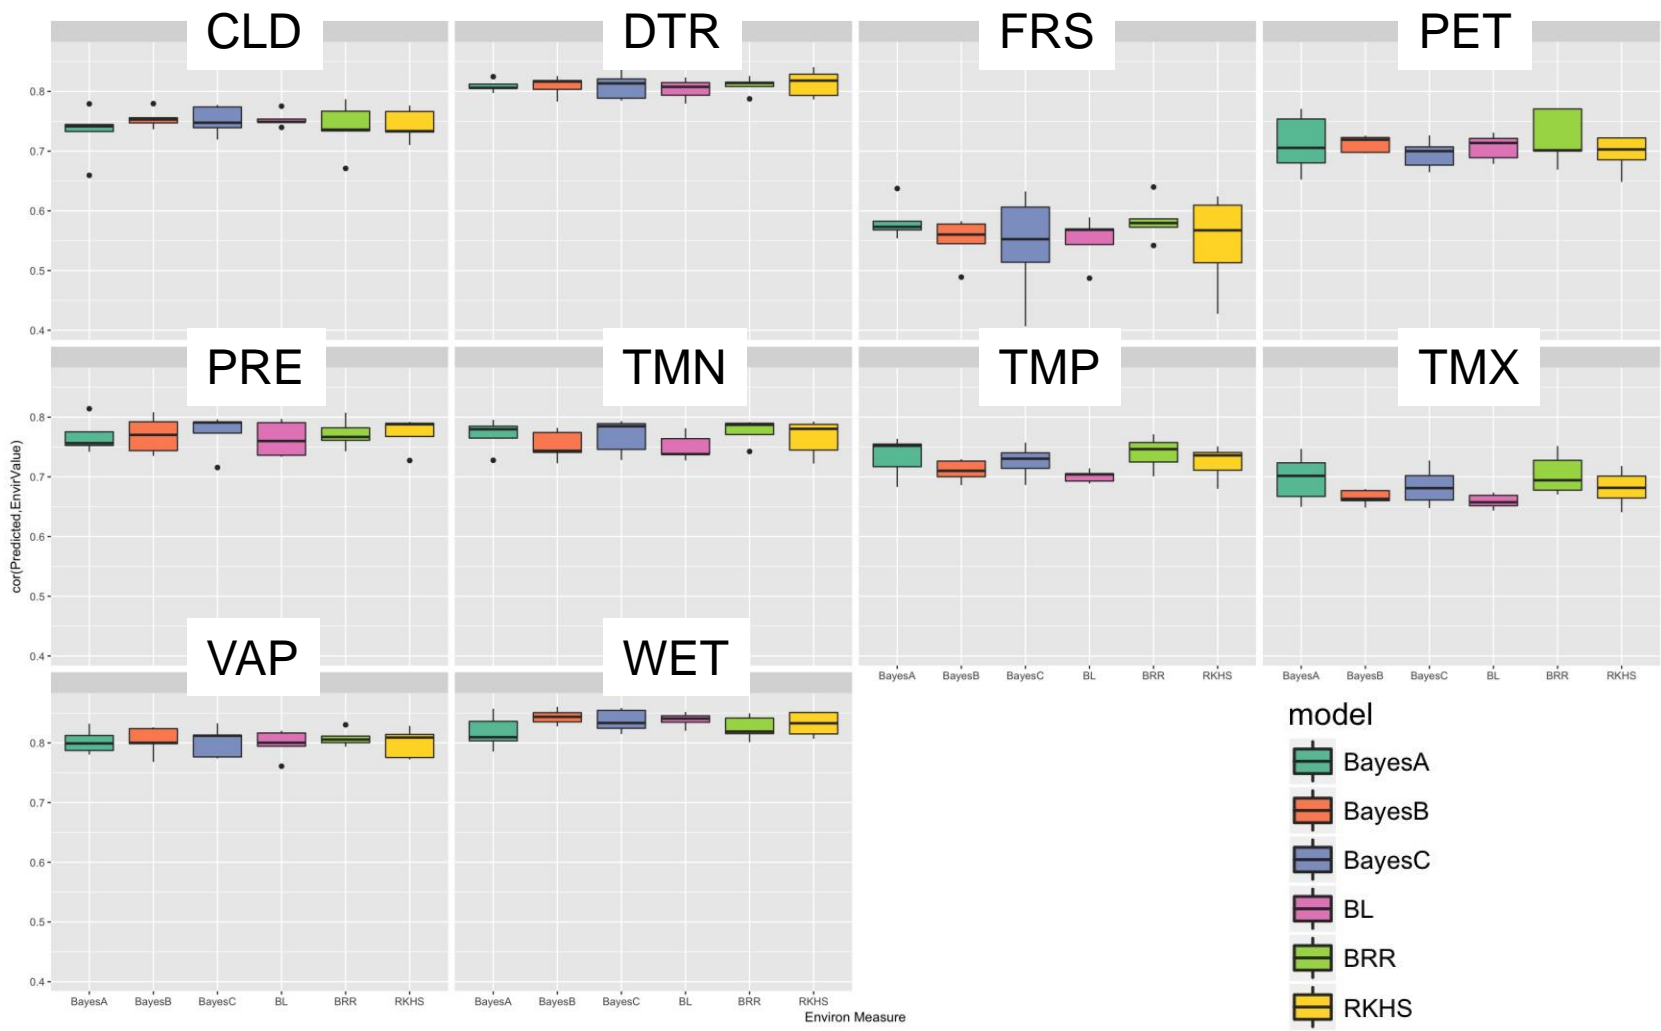 CLD
DTR
FRS
PET
0.8
0.7
0.6
0.5
0.4
PRE
TMN
TMP
TMX
0.8
0.7
0.6
0.5
0.4
cor(Predicted,EnvirValue)
BayesA BayesB BayesC BL BRR RKHS
BayesA BayesB BayesC BL BRR RKHS
VAP
WET
0.8
0.7
0.6
0.5
0.4
BayesA BayesB BayesC BL BRR RKHS
BayesA BayesB BayesC BL BRR RKHS
Environ Measure
model
BayesA
BayesB
BayesC
BL
BRR
RKHS